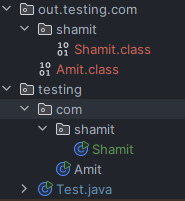 out.testing.com
shamit
Shamit.class
Amit.class
testing
com
shamit
Shamit
Amit
Test.java